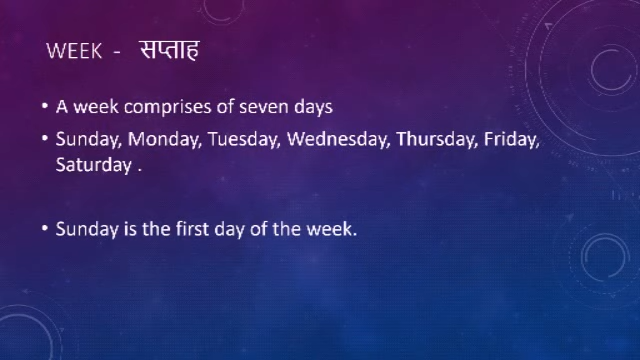 WEEK - सप्ताह
• A week comprises of seven days
• Sunday, Monday, Tuesday, Wednesday, Thursday, Friday,
Saturday .
• Sunday is the first day of the week.